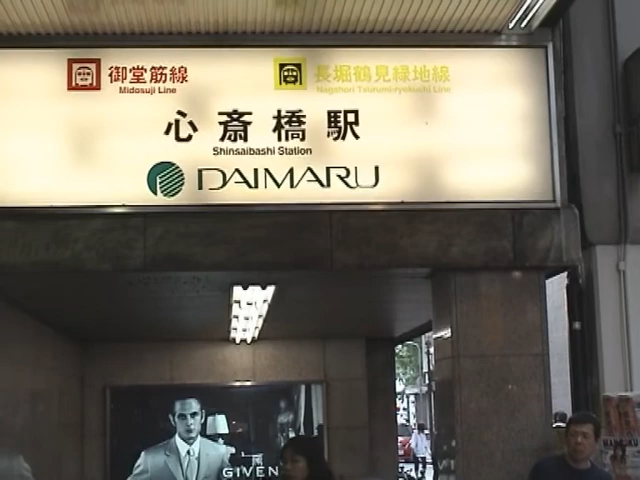 御堂筋線
Midosuji Line
長堀鶴見緑地線
Nagahori Tsurumi-ryokuchi Line
心斎橋駅
Shinsaibashi Station
DAIMARU
GIVEN